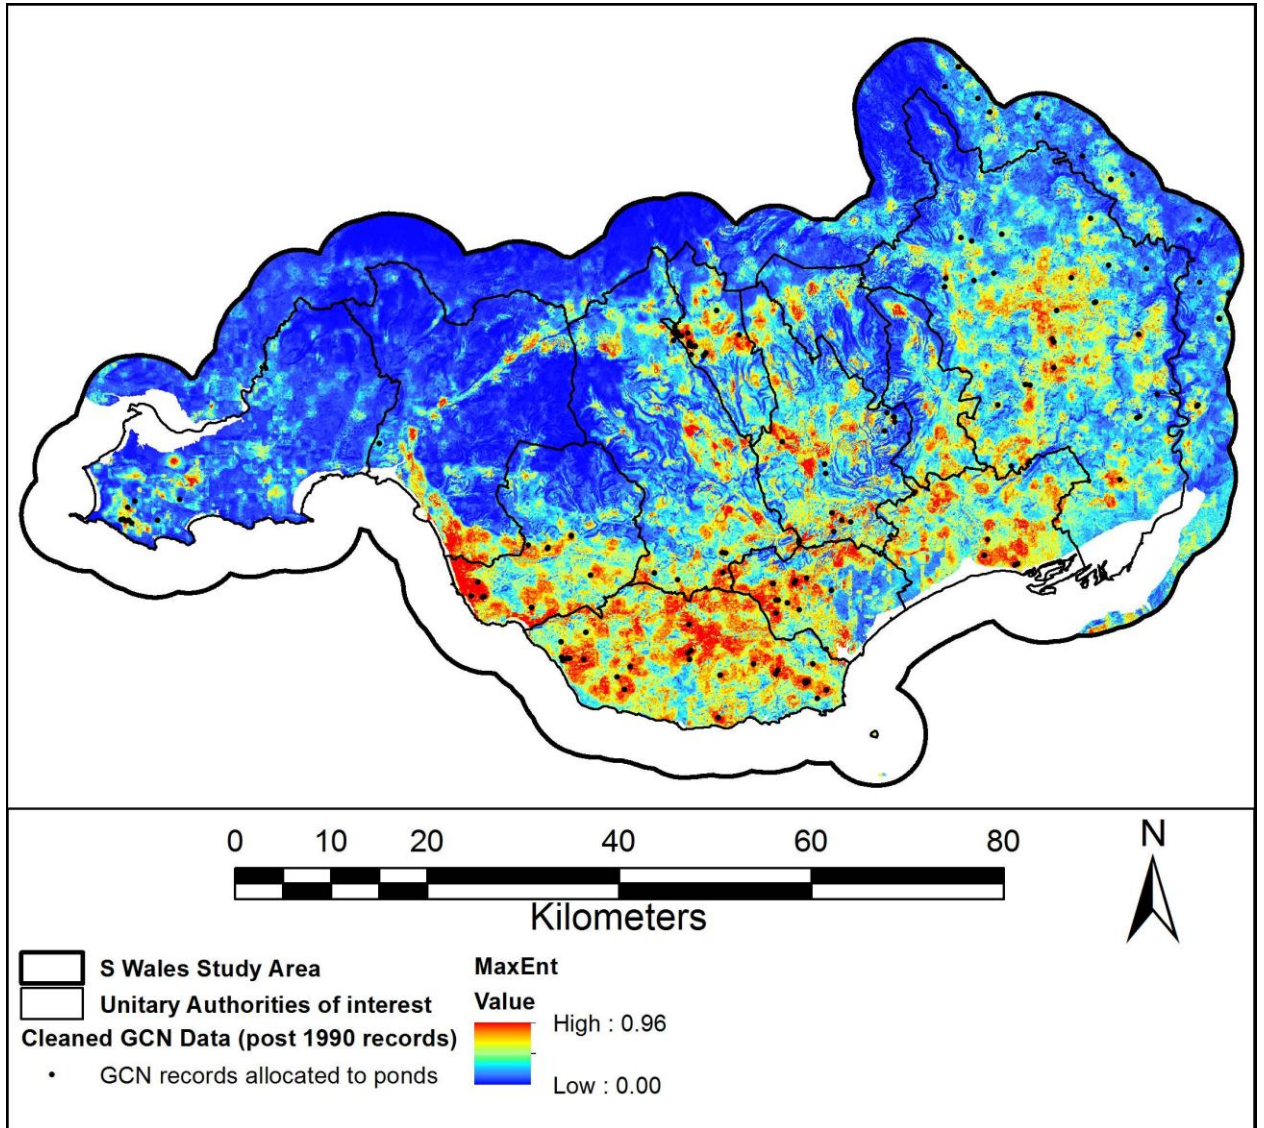 0 10 20 40 60 80
Kilometers
N
S Wales Study Area
Unitary Authorities of interest
Cleaned GCN Data (post 1990 records)
GCN records allocated to ponds
MaxEnt
Value
High : 0.96
Low : 0.00